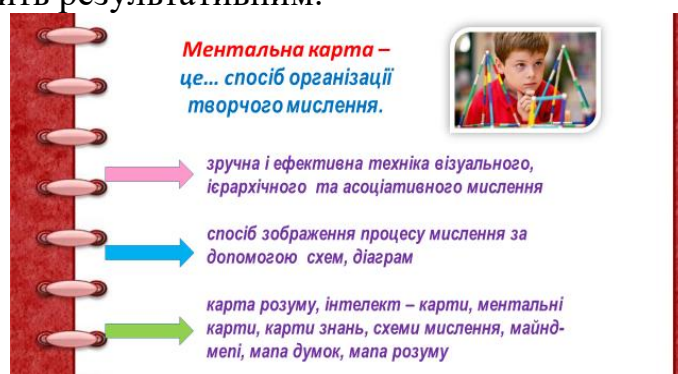 результативним.
Ментальна карта –
це... спосіб організації
творчого мислення.
зручна і ефективна техніка візуального,
ієрархічного та асоціативного мислення
спосіб зображення процесу мислення за
допомогою схем, діаграм
карта розуму, інтелект – карти, ментальні
карти, карти знань, схеми мислення, майнд-
мепі, мапа думок, мапа розуму